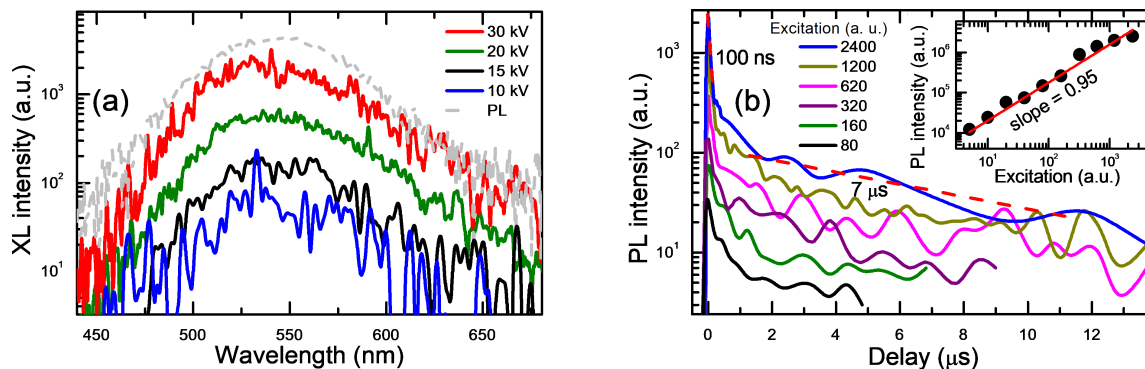 XL intensity (a.u.)
10³
10²
10¹
(a)
30 kV
20 kV
15 kV
10 kV
PL
450 500 550 600 650
Wavelength (nm)
PL intensity (a.u.)
10³
10²
10¹
100 ns
Excitation (a. u.)
2400
1200
620
320
160
80
(b)
7 µs
0 2 4 6 8 10 12
Delay (µs)
PL intensity (a.u.)
10⁶
10⁵
10⁴
slope = 0.95
10¹ 10² 10³
Excitation (a.u.)